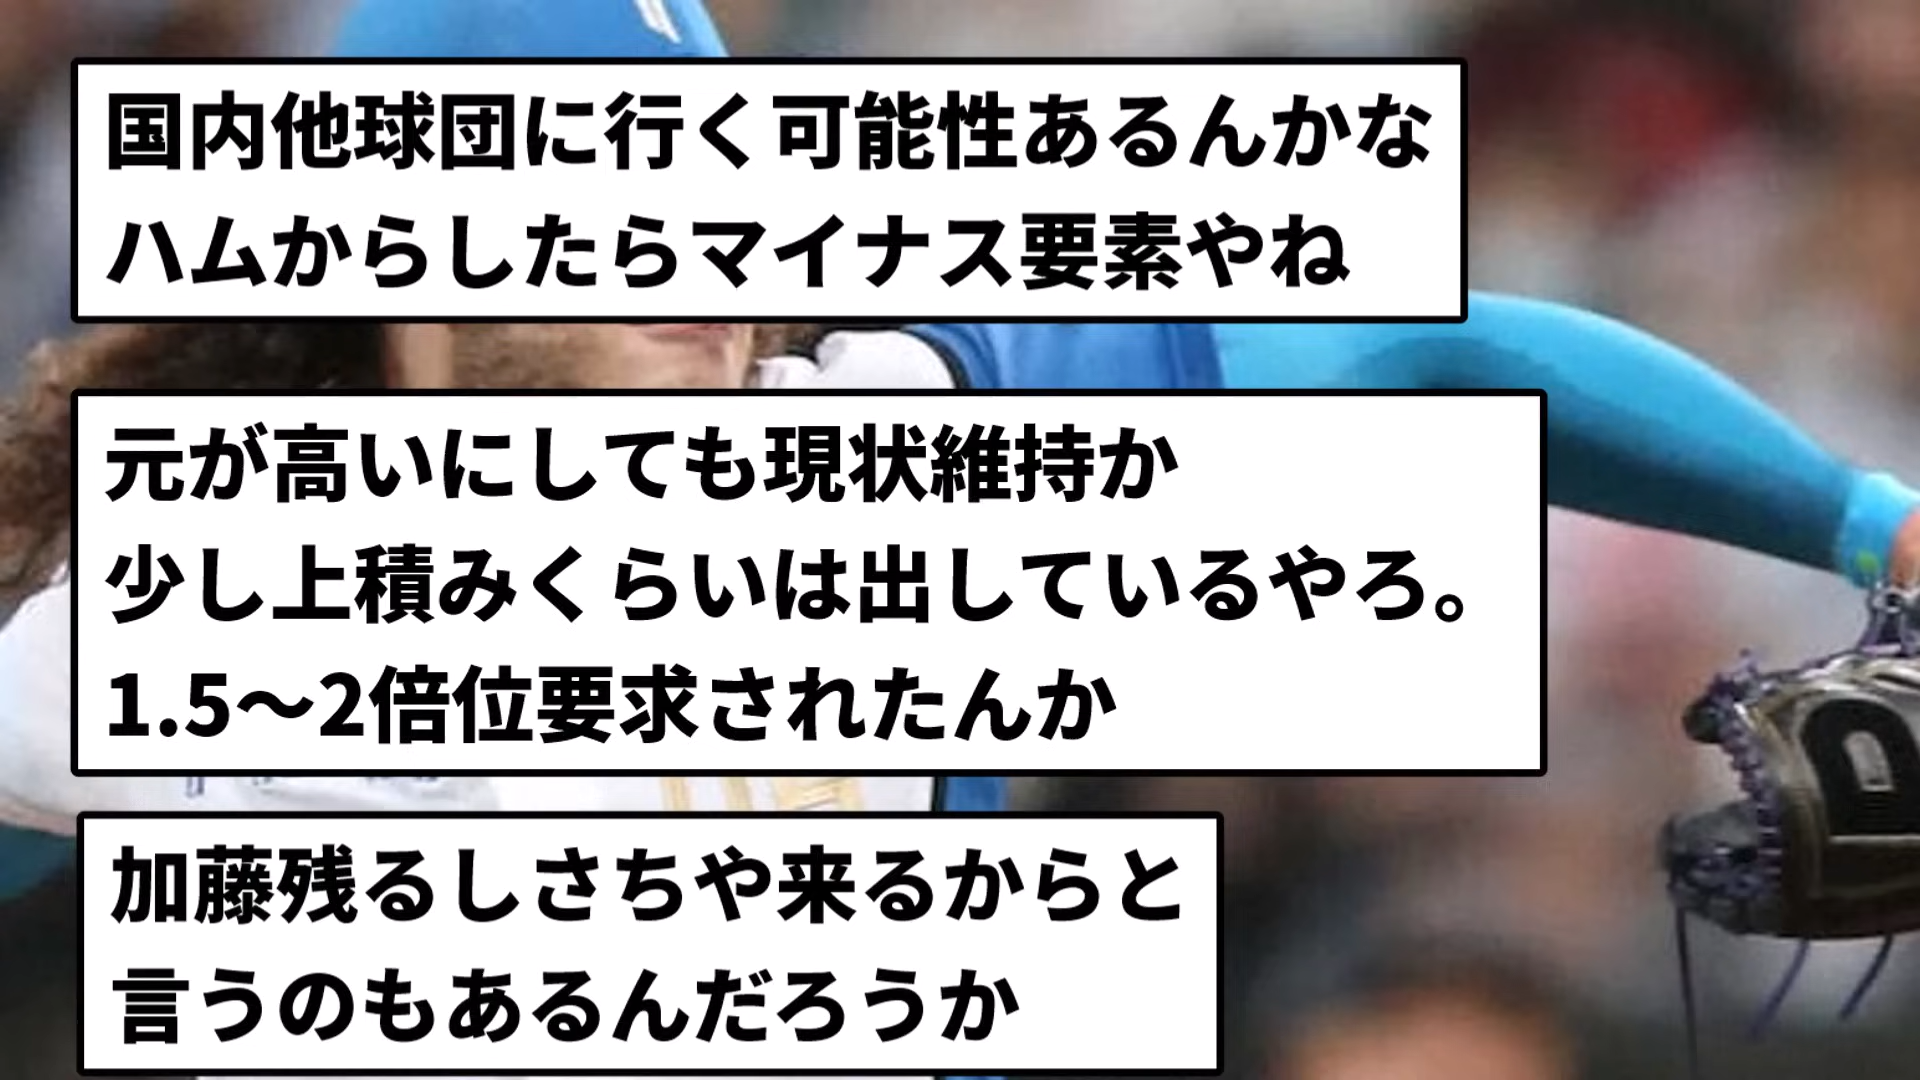 国内他球団に行く可能性あるんかな
ハムからしたらマイナス要素やね
元が高いにしても現状維持か
少し上積みくらいは出しているやろ。
1.5〜2倍位要求されたんか
加藤残るしさちや来るからと
言うのもあるんだろうか